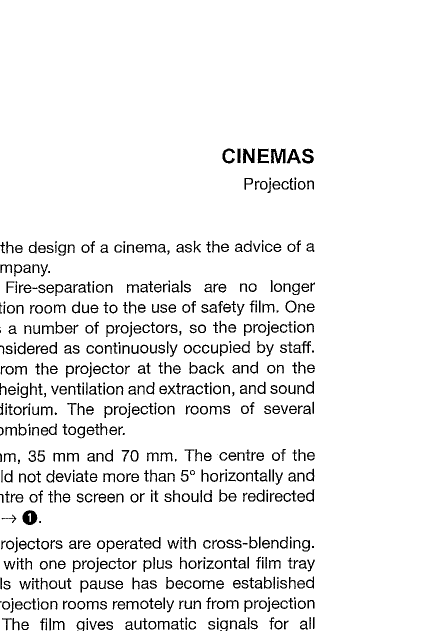 CINEMAS
Projection
the design of a cinema, ask the advice of a
mpany.
Fire-separation materials are no longer
tion room due to the use of safety film. One
a number of projectors, so the projection
nsidered as continuously occupied by staff.
rom the projector at the back and on the
height, ventilation and extraction, and sound
ditorium. The projection rooms of several
ombined together.
mm, 35 mm and 70 mm. The centre of the
ld not deviate more than 5° horizontally and
ntre of the screen or it should be redirected
→ ❶.
rojectors are operated with cross-blending.
with one projector plus horizontal film tray
ls without pause has become established
rojection rooms remotely run from projection
The film gives automatic signals for all